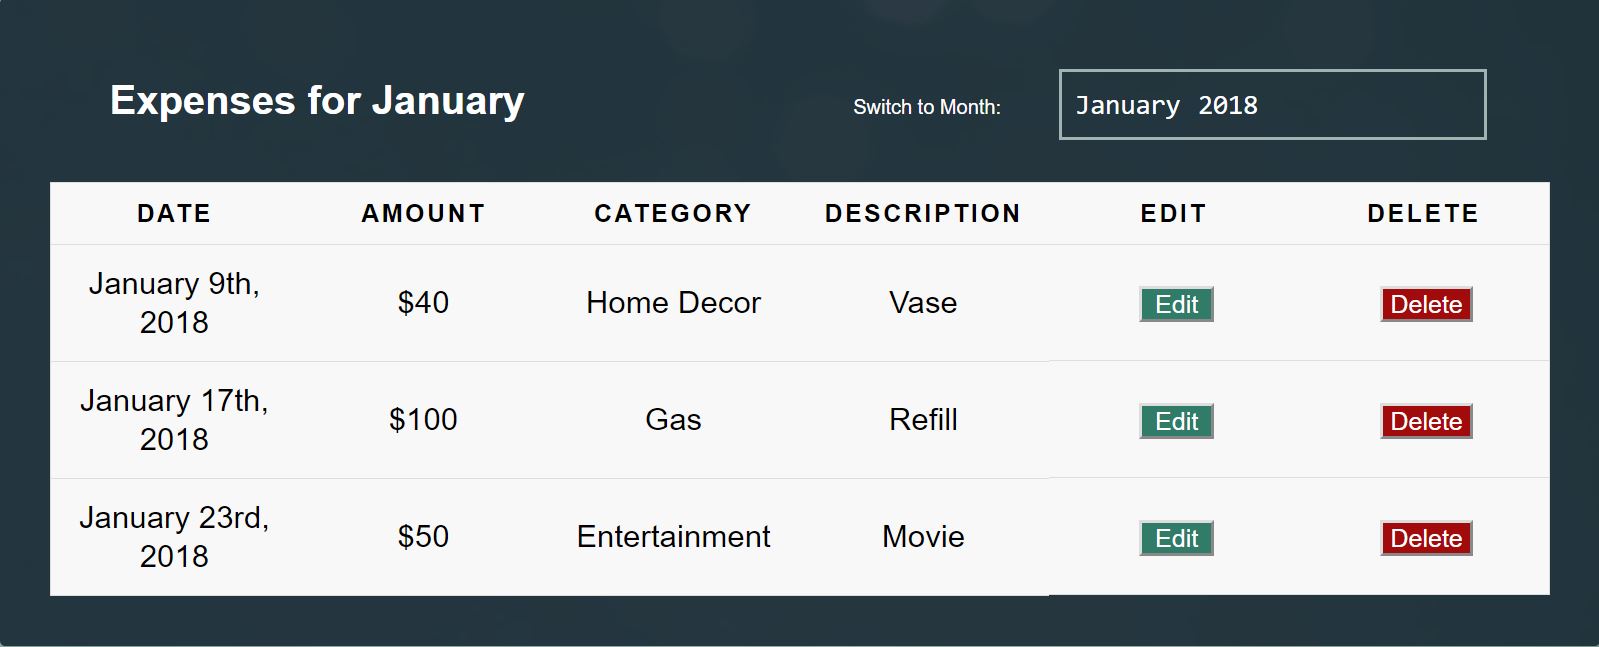 Expenses for January
Switch to Month:
January 2018
DATE AMOUNT CATEGORY DESCRIPTION EDIT DELETE
January 9th,
2018
$40 Home Decor Vase Edit Delete
January 17th,
2018
$100 Gas Refill Edit Delete
January 23rd,
2018
$50 Entertainment Movie Edit Delete